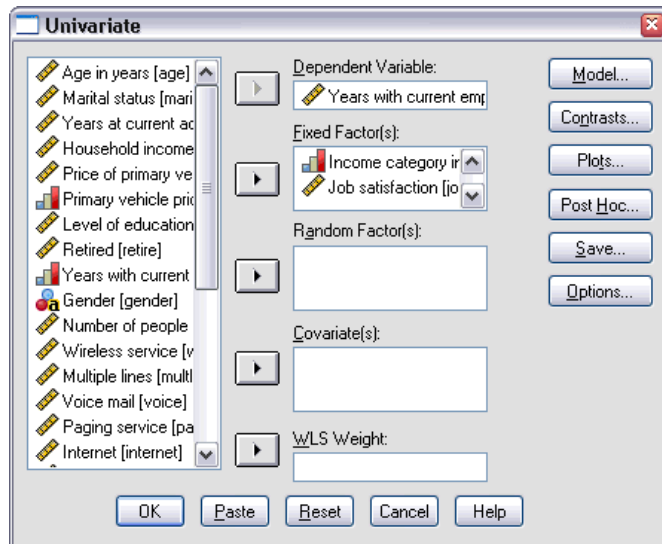 Univariate
Age in years [age]
Marital status [mari
Years at current ac
Household income
Price of primary ve
Primary vehicle pric
Level of education
Retired [retire]
Years with current
Gender [gender]
Number of people
Wireless service [w
Multiple lines [multl
Voice mail [voice]
Paging service [pa
Internet [internet]
Dependent Variable:
Years with current emp
Fixed Factor(s):
Income category in
Job satisfaction [jo
Random Factor(s):
Covariate(s):
WLS Weight:
Model...
Contrasts...
Plots...
Post Hoc...
Save...
Options...
OK
Paste
Reset
Cancel
Help